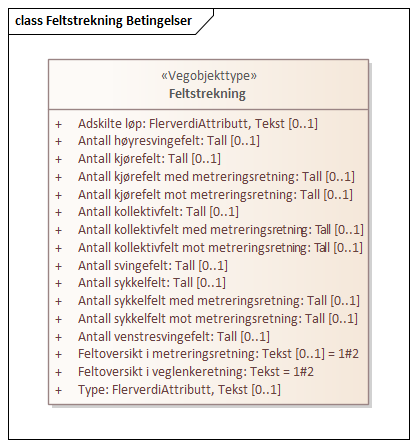 class Feltstrekning Betingelser
«Vegobjekttype»
Feltstrekning
+ Adskilte løp: FlerverdiAttributt, Tekst [0..1]
+ Antall høyresvingefelt: Tall [0..1]
+ Antall kjørefelt: Tall [0..1]
+ Antall kjørefelt med metreringsretning: Tall [0..1]
+ Antall kjørefelt mot metreringsretning: Tall [0..1]
+ Antall kollektivfelt: Tall [0..1]
+ Antall kollektivfelt med metreringsretning: Tall [0..1]
+ Antall kollektivfelt mot metreringsretning: Tall [0..1]
+ Antall svingefelt: Tall [0..1]
+ Antall sykkelfelt: Tall [0..1]
+ Antall sykkelfelt med metreringsretning: Tall [0..1]
+ Antall sykkelfelt mot metreringsretning: Tall [0..1]
+ Antall venstresvingefelt: Tall [0..1]
+ Feltoversikt i metreringsretning: Tekst [0..1] = 1#2
+ Feltoversikt i veglenkeretning: Tekst = 1#2
+ Type: FlerverdiAttributt, Tekst [0..1]